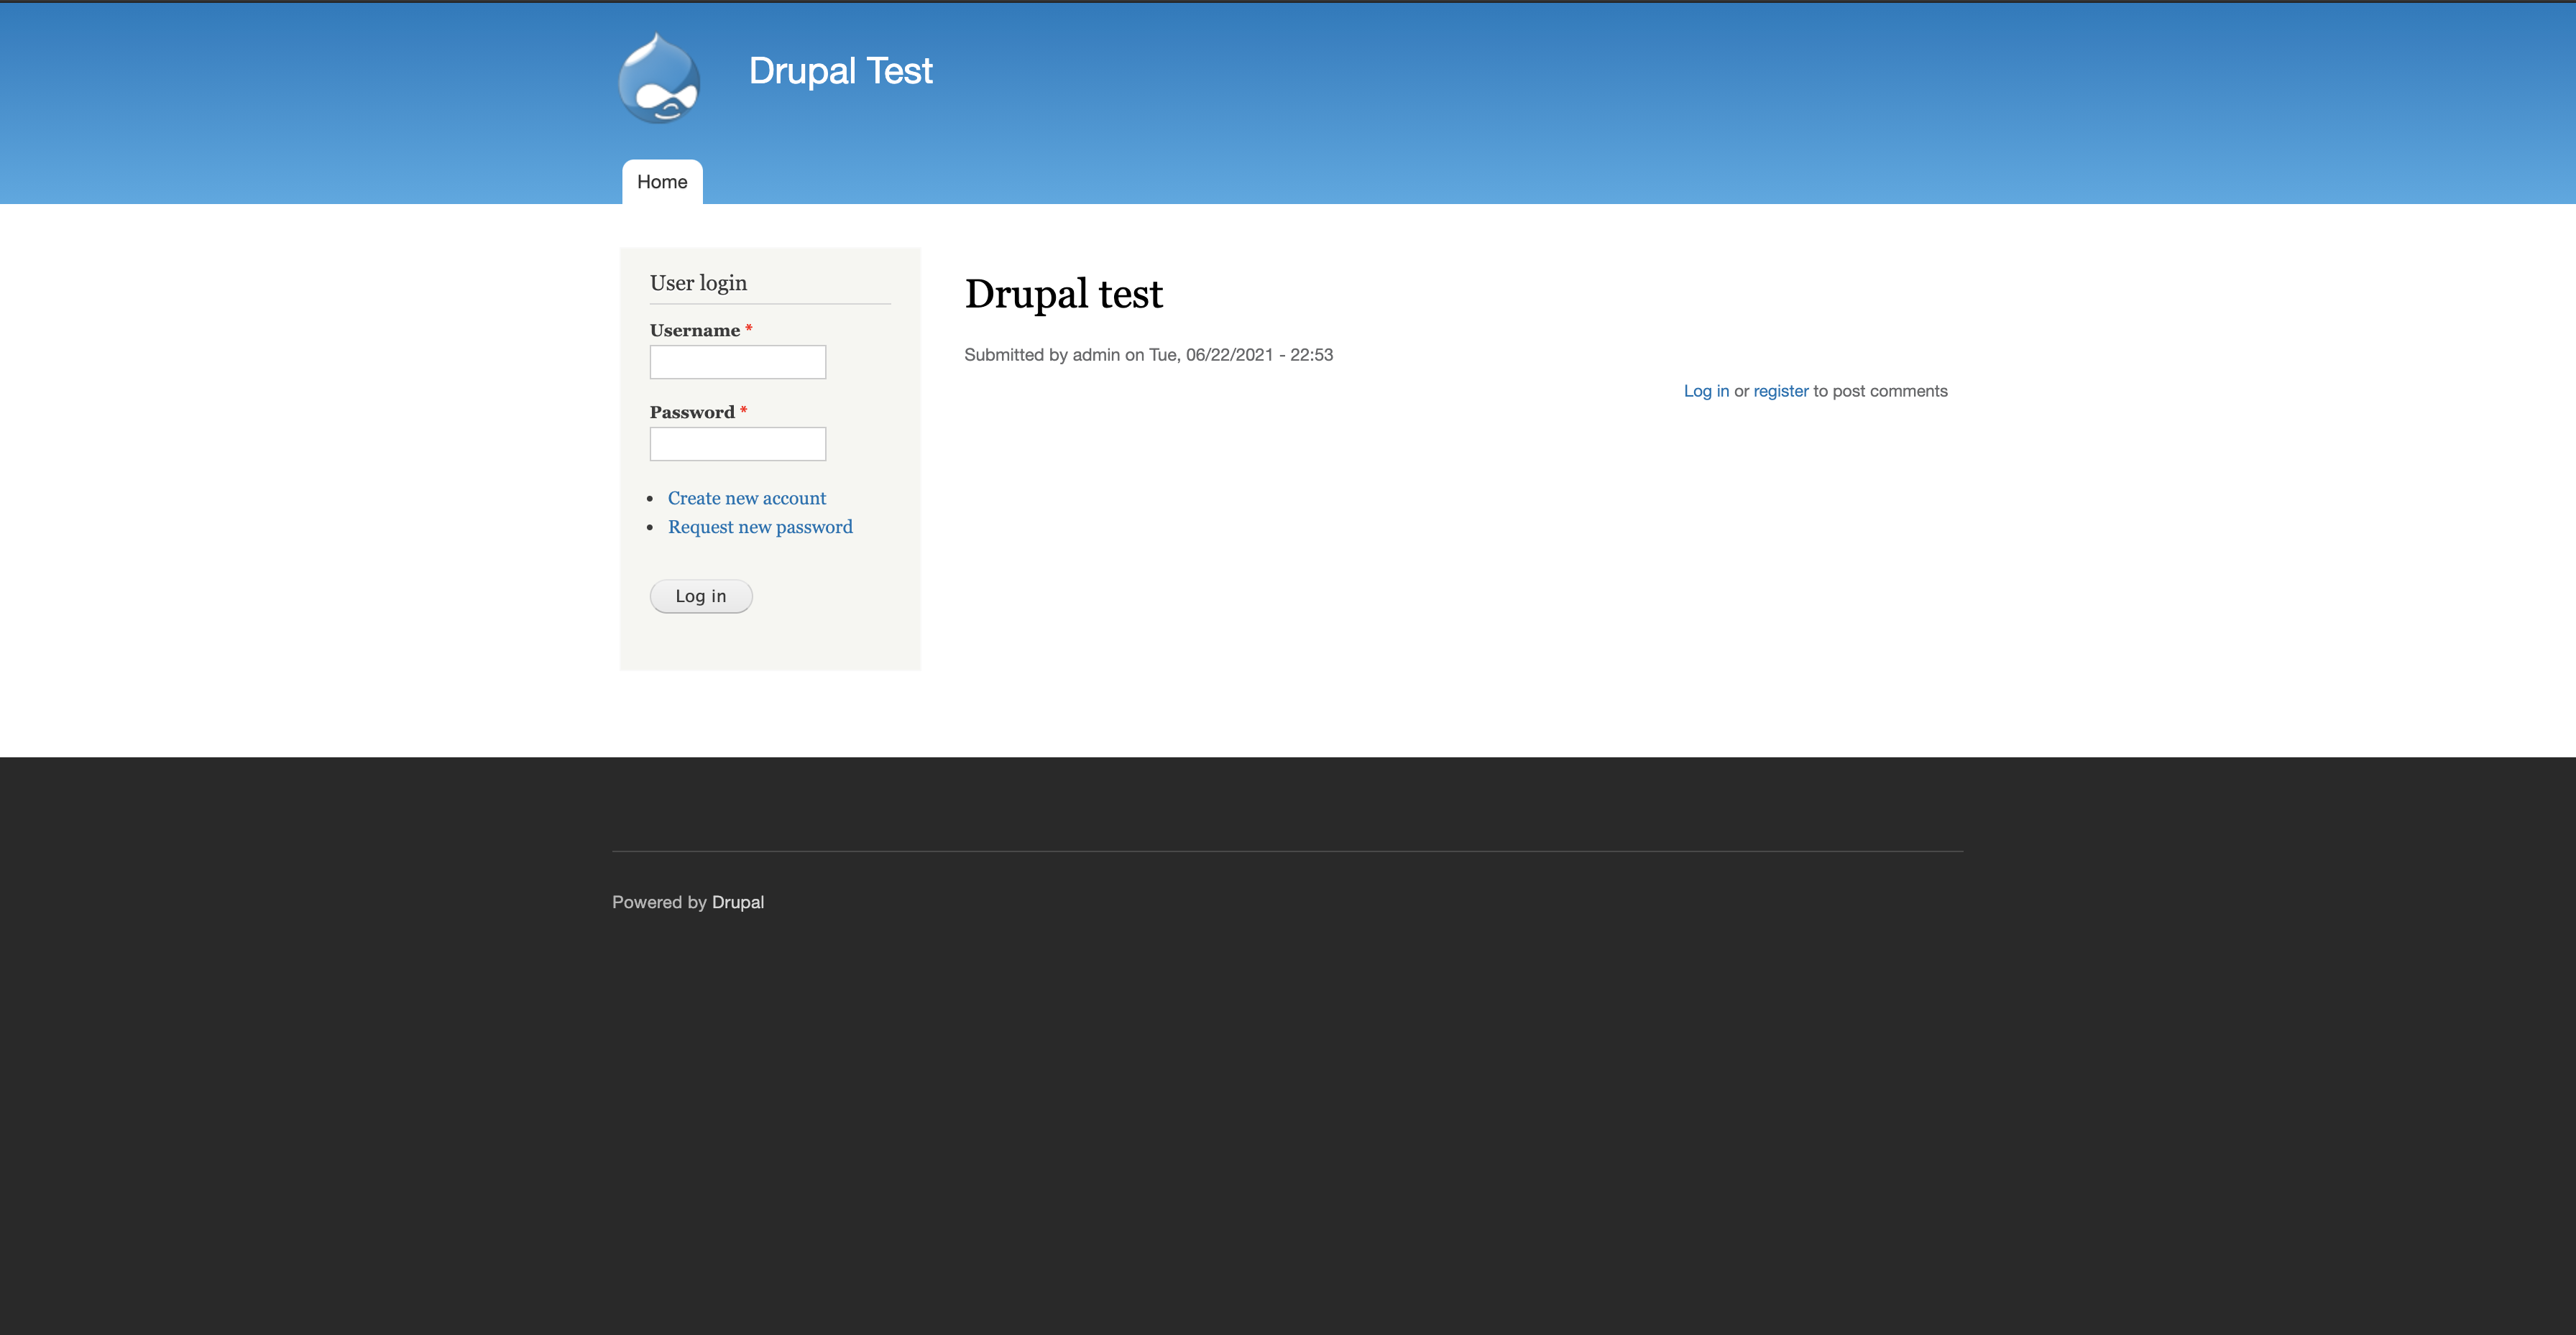 Drupal Test
Home
User login
Username *
Password *
Create new account
Request new password
Log in
Drupal test
Submitted by admin on Tue, 06/22/2021 - 22:53
Log in or register to post comments
Powered by Drupal